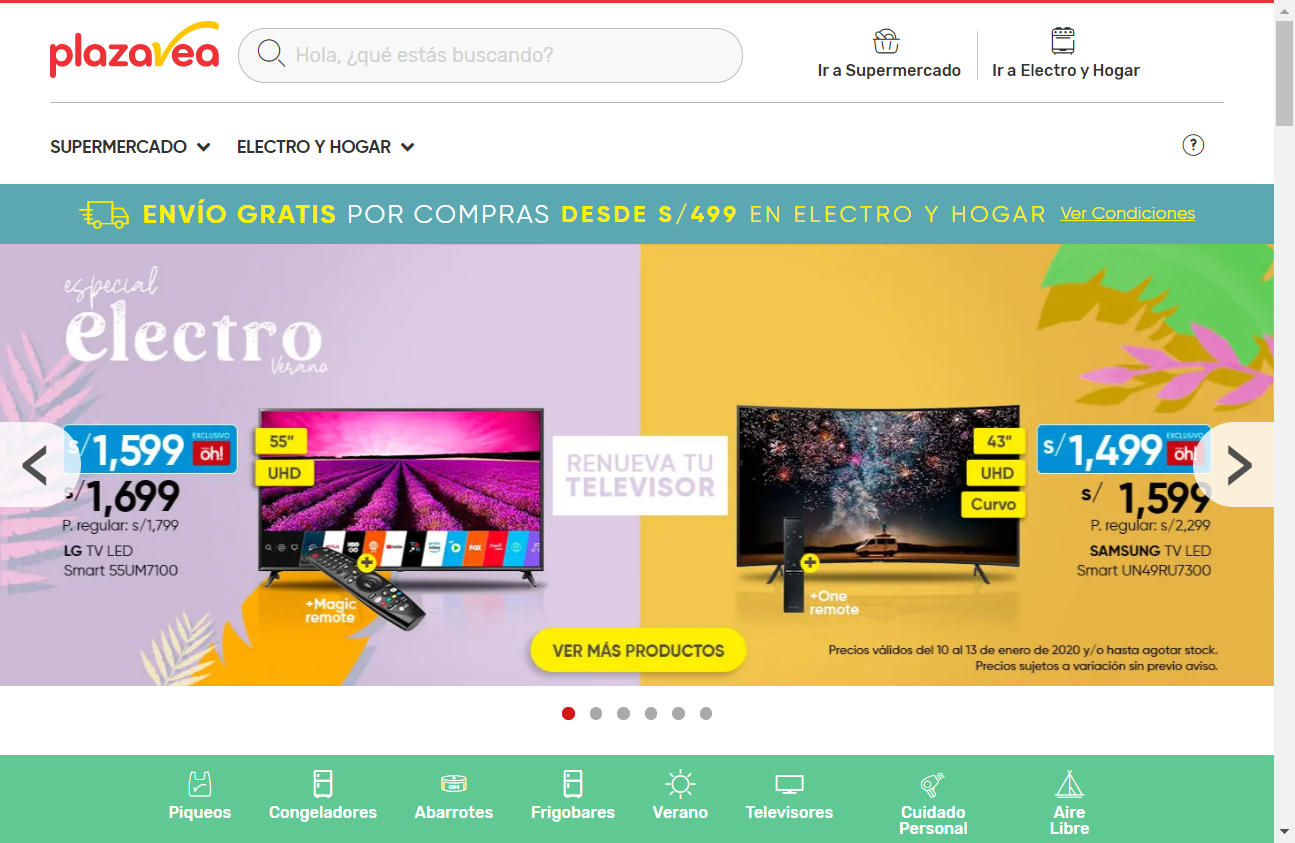 plazavea
Hola, ¿qué estás buscando?
Ir a Supermercado
Ir a Electro y Hogar
SUPERMERCADO
ELECTRO Y HOGAR
?
ENVÍO GRATIS POR COMPRAS DESDE S/499 EN ELECTRO Y HOGAR Ver Condiciones
especial
electro
Verano
S/1,599 EXCLUSIVO oh!
S/1,699
P. regular: s/1,799
LG TV LED
Smart 55UM7100
55"
UHD
+Magic
remote
RENUEVA TU
TELEVISOR
43"
UHD
Curvo
+One
remote
S/1,499 EXCLUSIVO oh!
S/ 1,599
P. regular: s/2,299
SAMSUNG TV LED
Smart UN49RU7300
VER MÁS PRODUCTOS
Precios válidos del 10 al 13 de enero de 2020 y/o hasta agotar stock.
Precios sujetos a variación sin previo aviso.
Piqueos
Congeladores
Abarrotes
Frigobares
Verano
Televisores
Cuidado
Personal
Aire
Libre